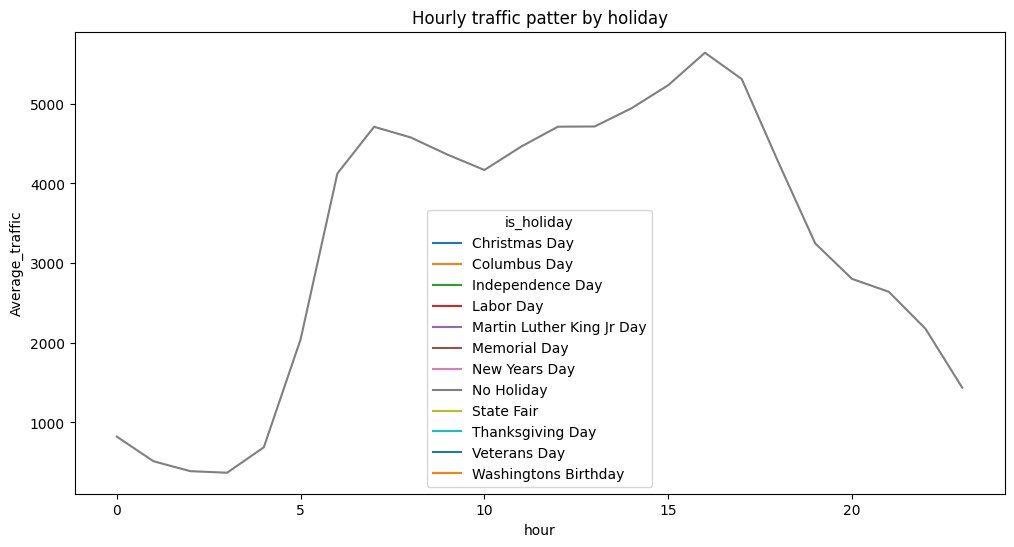 Hourly traffic patter by holiday
Average_traffic
5000
4000
3000
2000
1000
is_holiday
Christmas Day
Columbus Day
Independence Day
Labor Day
Martin Luther King Jr Day
Memorial Day
New Years Day
No Holiday
State Fair
Thanksgiving Day
Veterans Day
Washingtons Birthday
0 5 10 15 20
hour